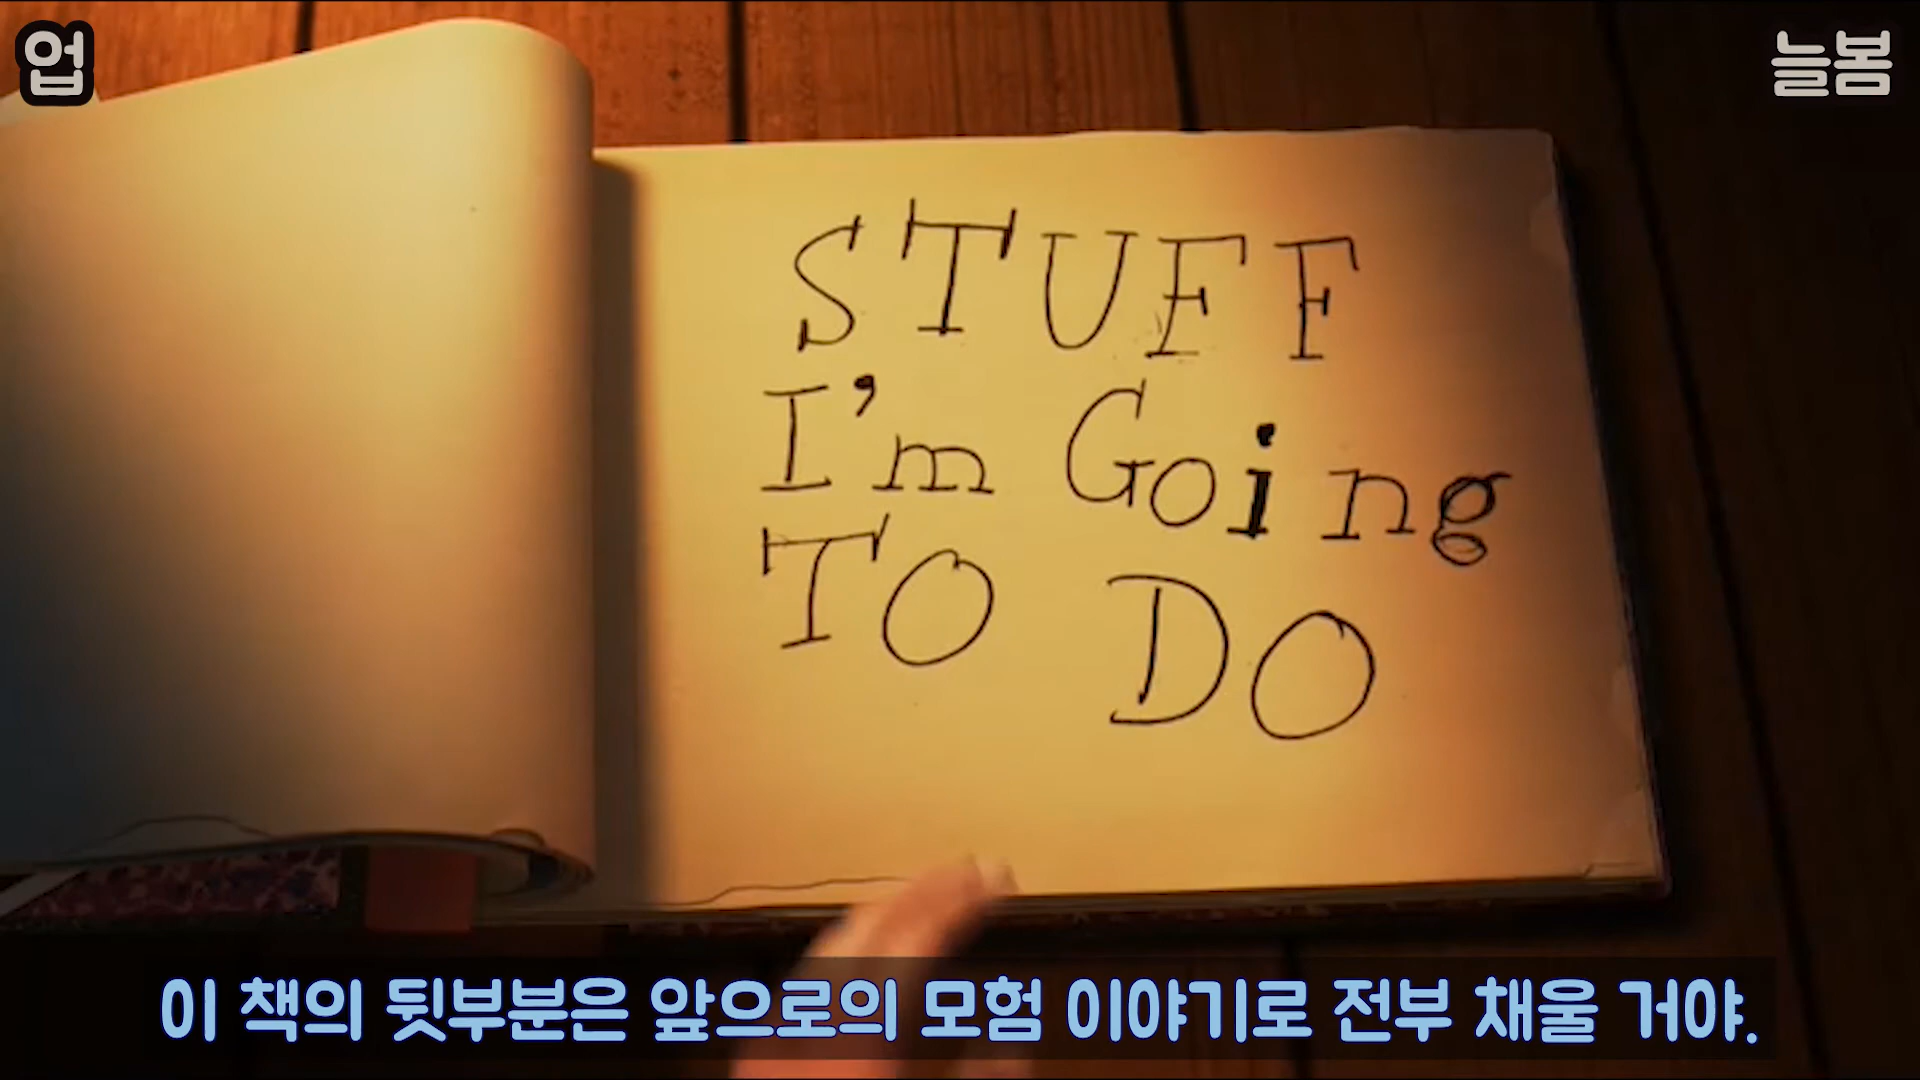 업
늘봄
STUFF
I'm Going
TO DO
이 책의 뒷부분은 앞으로의 모험 이야기로 전부 채울 거야.